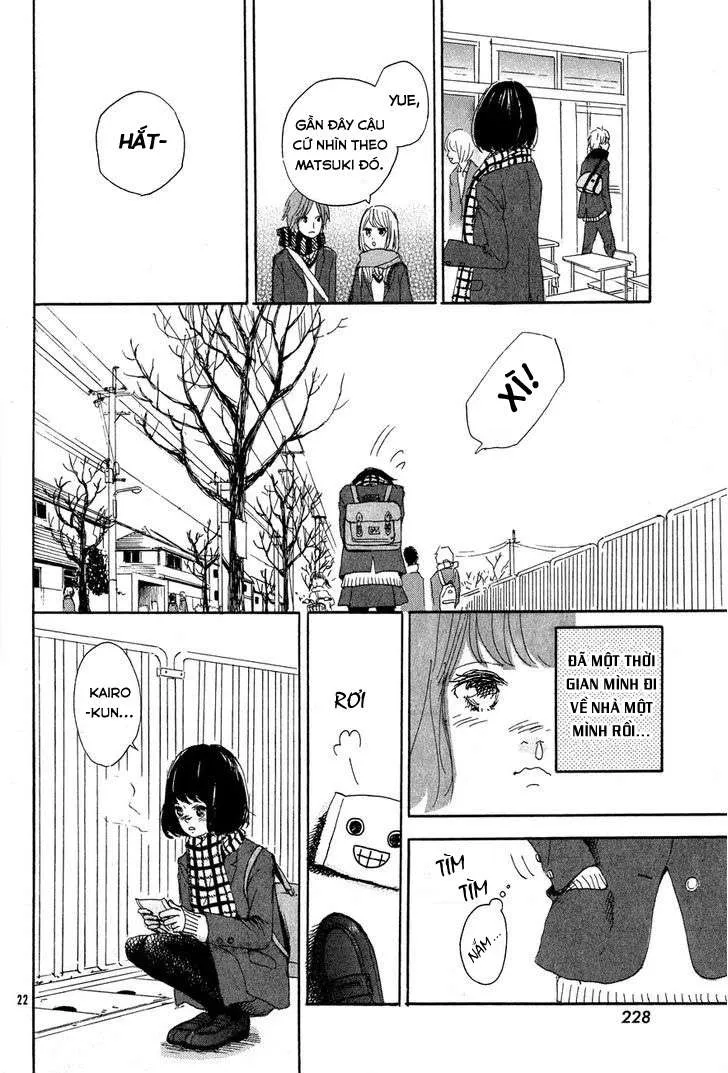 YUE,
GẦN ĐÂY CẬU
CỨ NHÌN THEO
MATSUKI ĐÓ.
HẮT-
XÌ!
ĐÃ MỘT THỜI
GIAN MÌNH ĐI
VỀ NHÀ MỘT
MÌNH RỒI...
TÌM
TÌM
NẮM...
RƠI
KAIRO
-KUN...
22
228